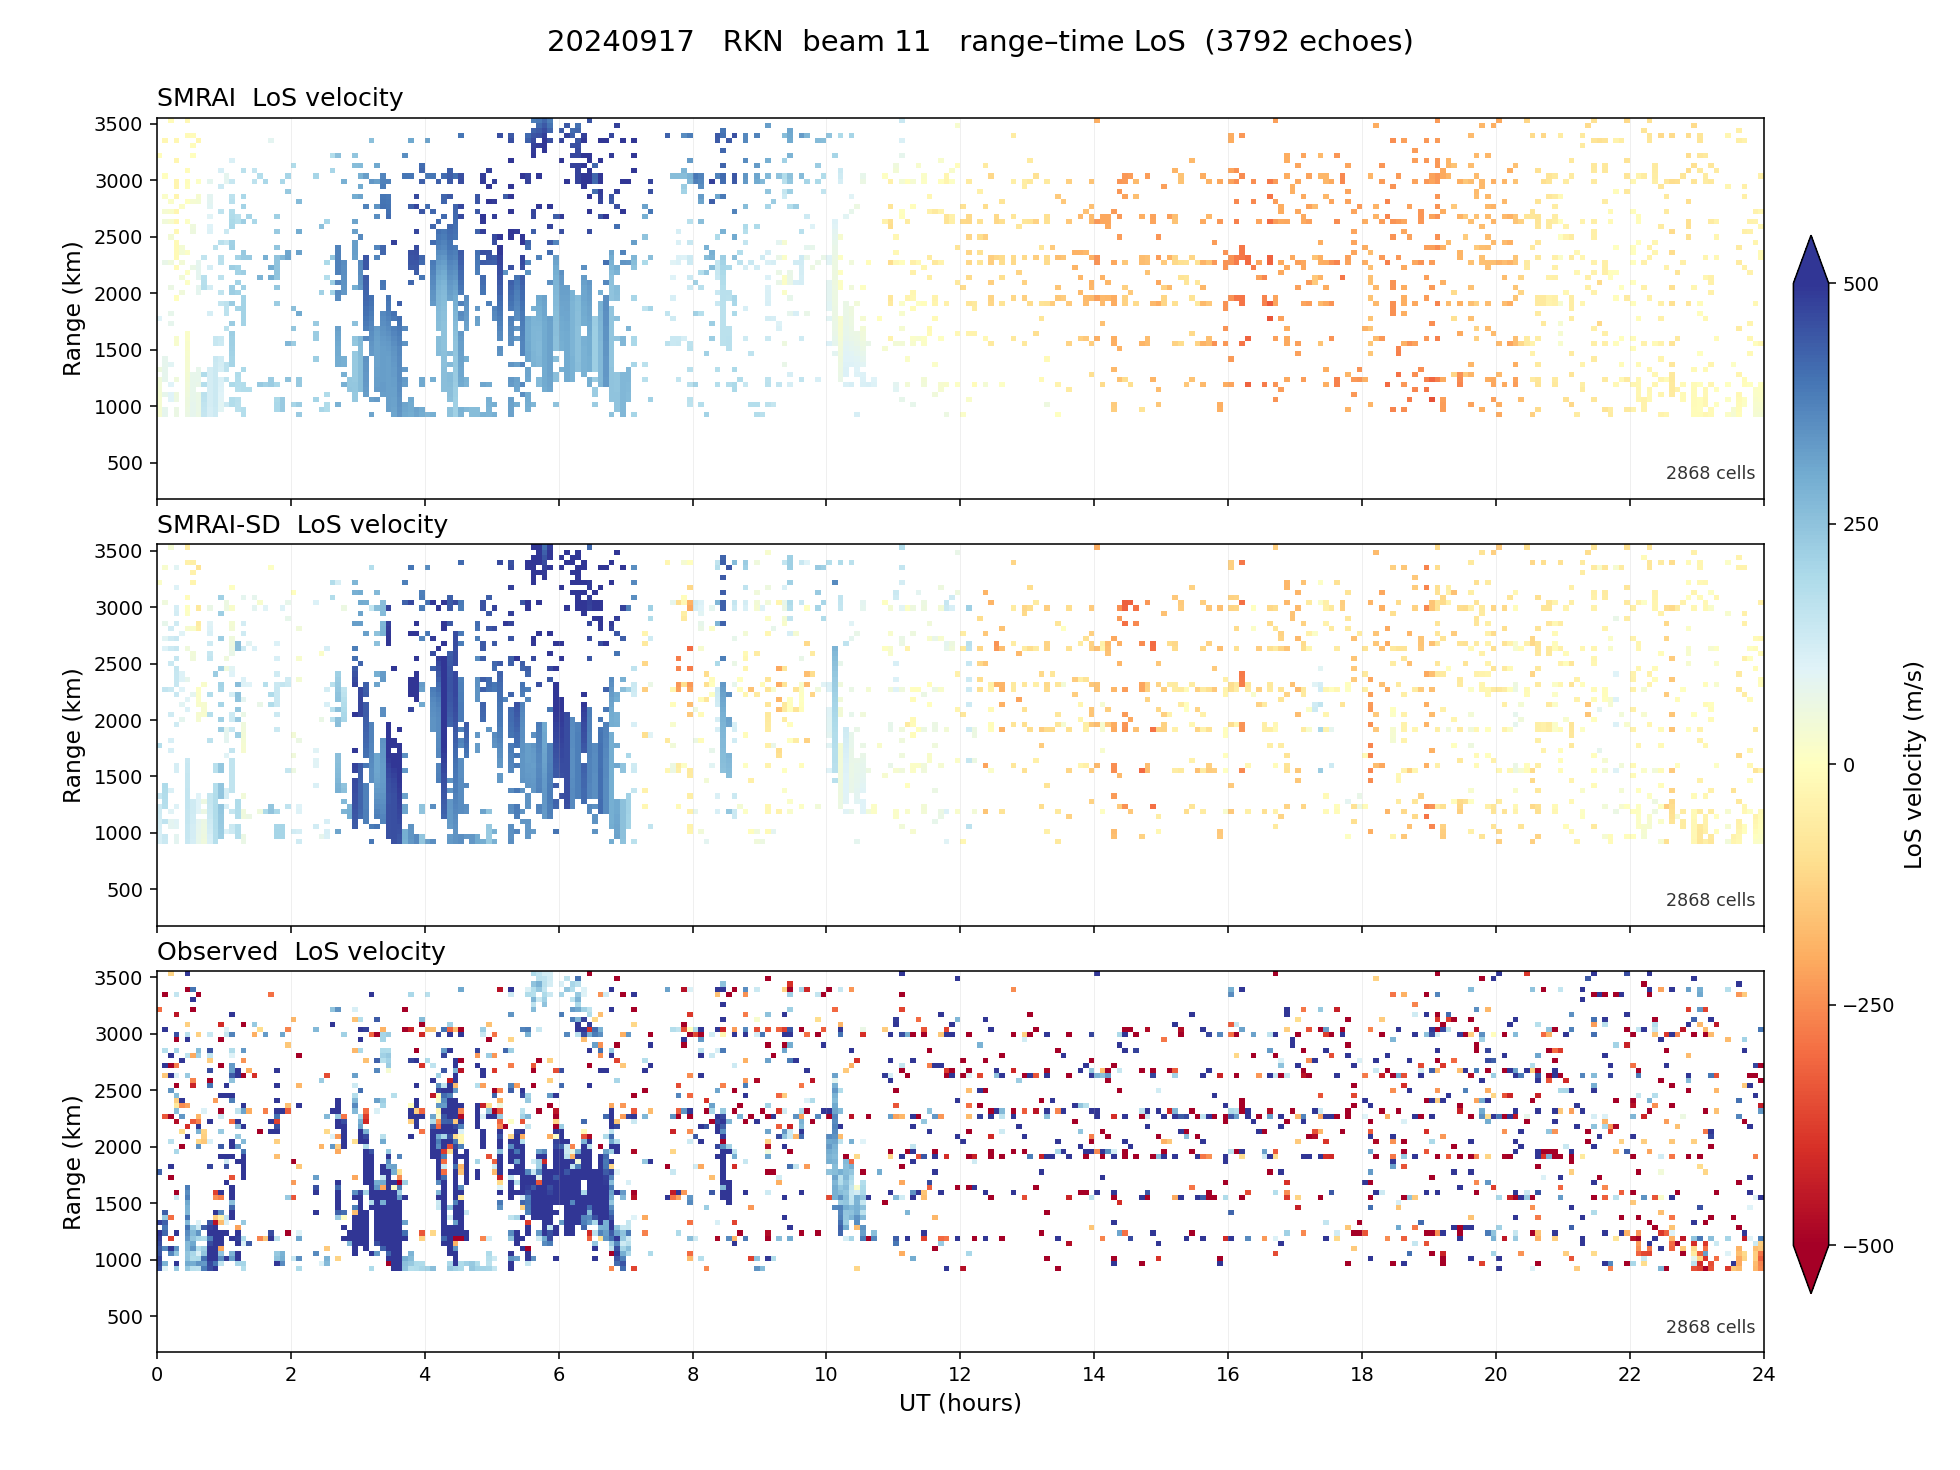 20240917   RKN  beam 11   range–time LoS  (3792 echoes)
SMRAI  LoS velocity
3500
3000
2500
2000
1500
1000
500
Range (km)
2868 cells
SMRAI-SD  LoS velocity
3500
3000
2500
2000
1500
1000
500
Range (km)
2868 cells
Observed  LoS velocity
3500
3000
2500
2000
1500
1000
500
Range (km)
2868 cells
0 2 4 6 8 10 12 14 16 18 20 22 24
UT (hours)
500
250
0
−250
−500
LoS velocity (m/s)